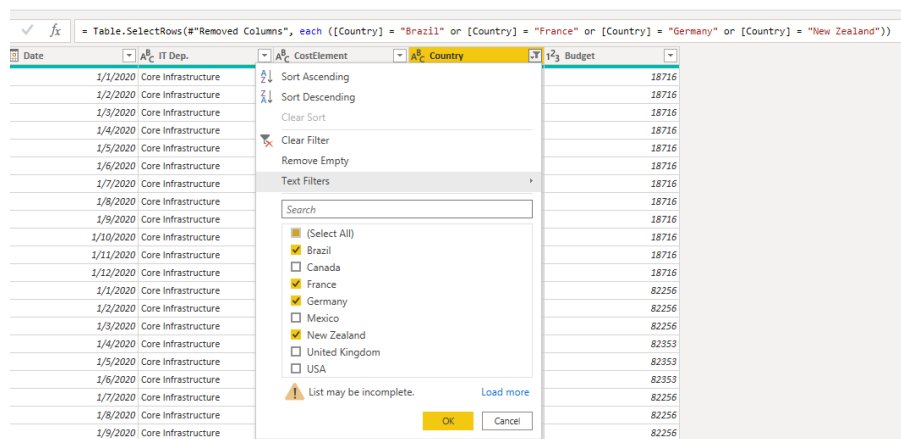 fx = Table.SelectRows(#"Removed Columns", each ([Country] = "Brazil" or [Country] = "France" or [Country] = "Germany" or [Country] = "New Zealand"))
Date ABC IT Dep. ABC CostElement ABC Country 123 Budget
1/1/2020 Core Infrastructure 18716
1/2/2020 Core Infrastructure 18716
1/3/2020 Core Infrastructure 18716
1/4/2020 Core Infrastructure 18716
1/5/2020 Core Infrastructure 18716
1/6/2020 Core Infrastructure 18716
1/7/2020 Core Infrastructure 18716
1/8/2020 Core Infrastructure 18716
1/9/2020 Core Infrastructure 18716
1/10/2020 Core Infrastructure 18716
1/11/2020 Core Infrastructure 18716
1/12/2020 Core Infrastructure 18716
1/1/2020 Core Infrastructure 82256
1/2/2020 Core Infrastructure 82256
1/3/2020 Core Infrastructure 82256
1/4/2020 Core Infrastructure 82353
1/5/2020 Core Infrastructure 82353
1/6/2020 Core Infrastructure 82353
1/7/2020 Core Infrastructure 82256
1/8/2020 Core Infrastructure 82256
1/9/2020 Core Infrastructure 82256
Sort Ascending
Sort Descending
Clear Sort
Clear Filter
Remove Empty
Text Filters
Search
(Select All)
Brazil
Canada
France
Germany
Mexico
New Zealand
United Kingdom
USA
List may be incomplete. Load more
OK Cancel